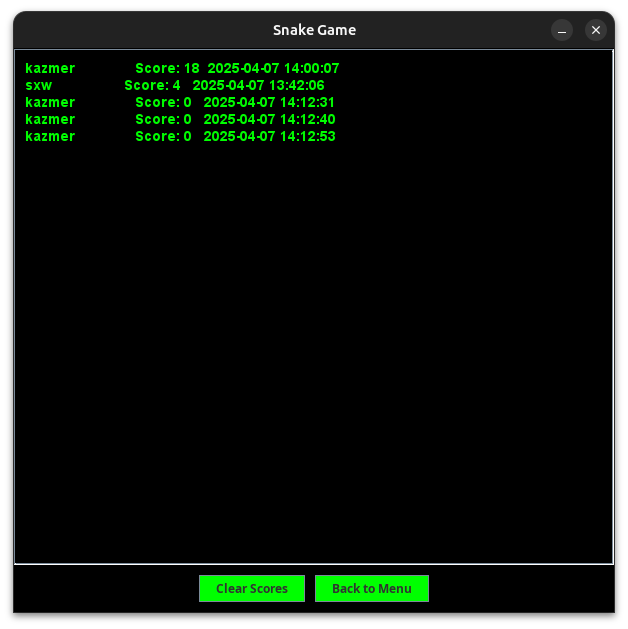 Snake Game
kazmer Score: 18 2025-04-07 14:00:07
sxw Score: 4 2025-04-07 13:42:06
kazmer Score: 0 2025-04-07 14:12:31
kazmer Score: 0 2025-04-07 14:12:40
kazmer Score: 0 2025-04-07 14:12:53
Clear Scores Back to Menu